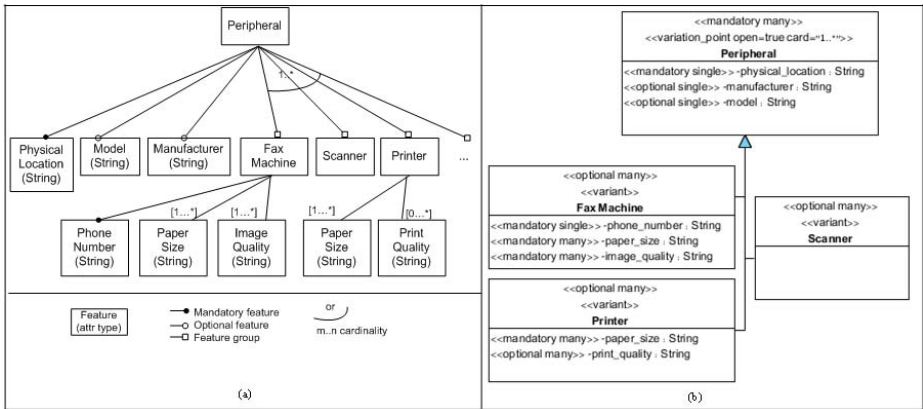 Peripheral
1..*
Physical
Location
(String)
Model
(String)
Manufacturer
(String)
Fax
Machine
Scanner
Printer
...
[1...*]
[1...*]
[1...*]
[0...*]
Phone
Number
(String)
Paper
Size
(String)
Image
Quality
(String)
Paper
Size
(String)
Print
Quality
(String)
Feature
(attr type)
Mandatory feature
Optional feature
Feature group
or
m..n cardinality
(a)
<<mandatory many>>
<<variation_point open=true card="1..*">>
Peripheral
<<mandatory single>> -physical_location : String
<<optional single>> -manufacturer : String
<<optional single>> -model : String
<<optional many>>
<<variant>>
Fax Machine
<<mandatory single>> -phone_number : String
<<mandatory many>> -paper_size : String
<<mandatory many>> -image_quality : String
<<optional many>>
<<variant>>
Scanner
<<optional many>>
<<variant>>
Printer
<<mandatory many>> -paper_size : String
<<optional many>> -print_quality : String
(b)